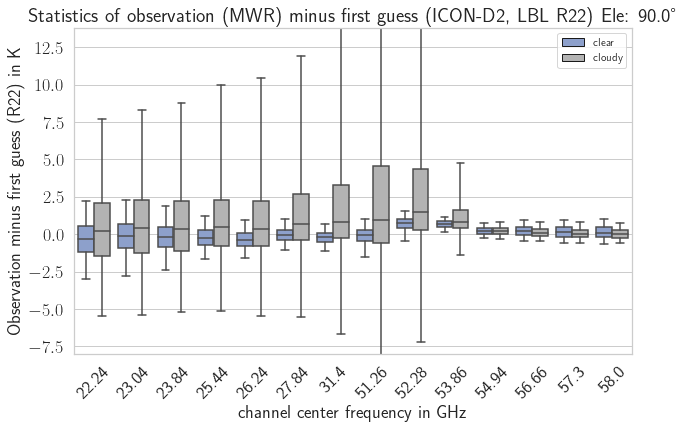 Statistics of observation (MWR) minus first guess (ICON-D2, LBL R22) Ele: 90.0°
clear
cloudy
Observation minus first guess (R22) in K
12.5
10.0
7.5
5.0
2.5
0.0
−2.5
−5.0
−7.5
22.24 23.04 23.84 25.44 26.24 27.84 31.4 51.26 52.28 53.86 54.94 56.66 57.3 58.0
channel center frequency in GHz